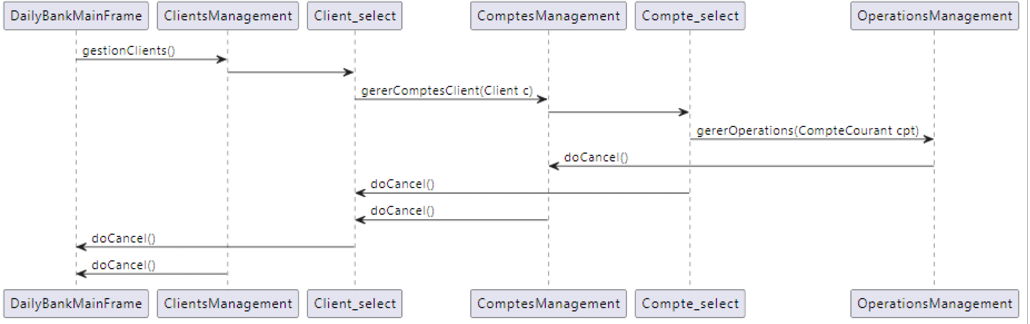 DailyBankMainFrame ClientsManagement Client_select ComptesManagement Compte_select OperationsManagement
gestionClients()
gererComptesClient(Client c)
gererOperations(CompteCourant cpt)
doCancel()
doCancel()
doCancel()
doCancel()
doCancel()
DailyBankMainFrame ClientsManagement Client_select ComptesManagement Compte_select OperationsManagement